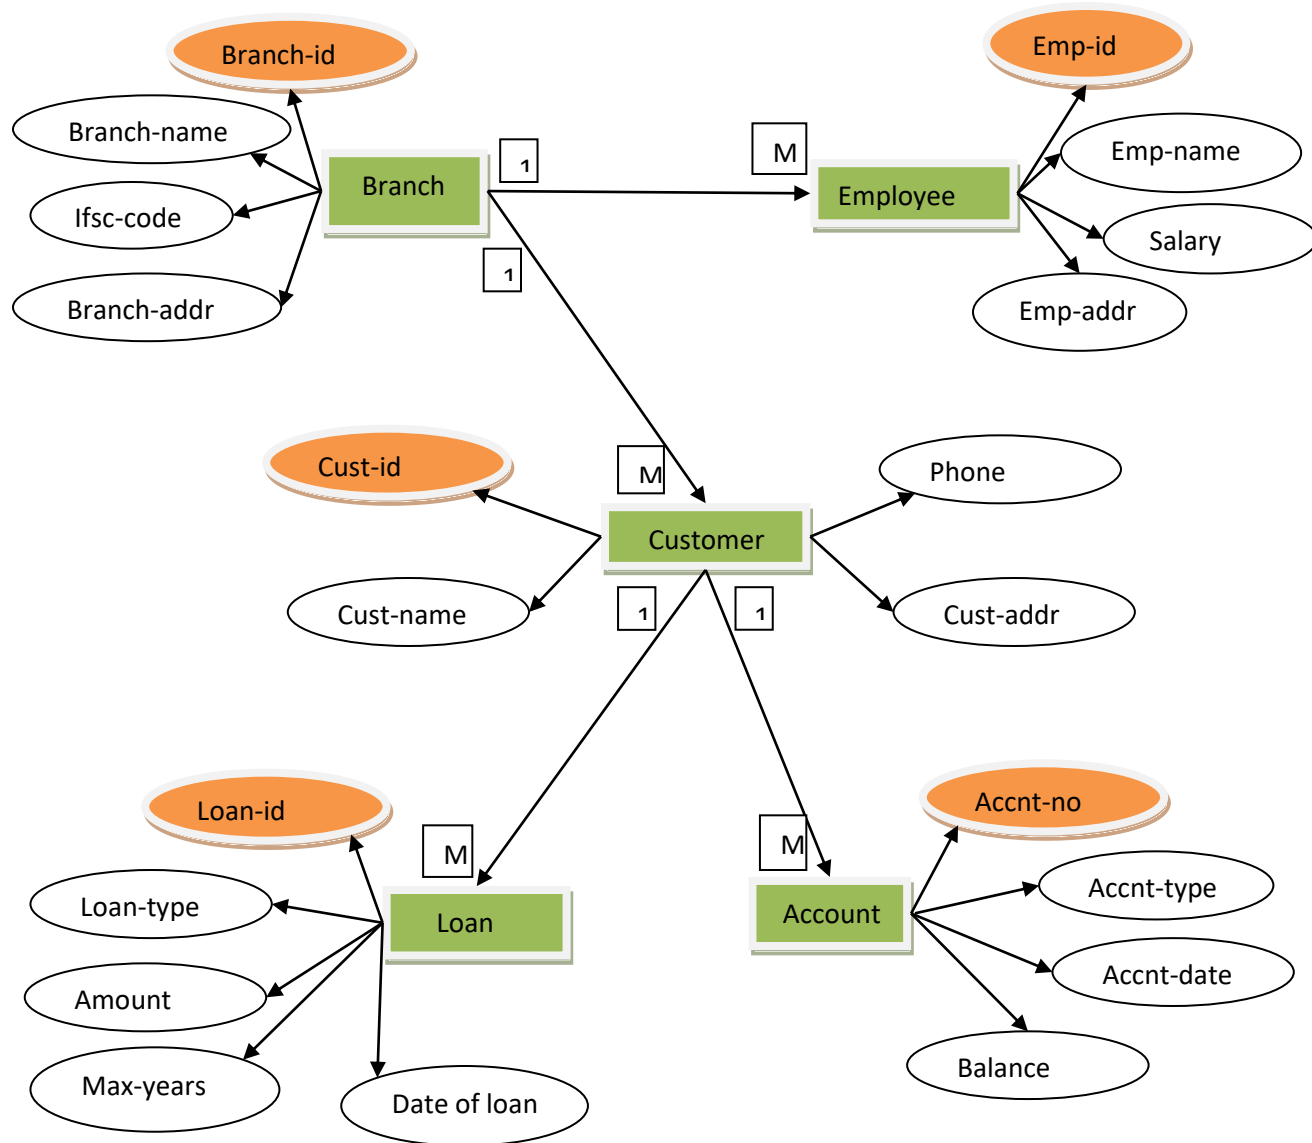 Branch-id
Emp-id
Branch-name
1
M
Emp-name
Branch
Employee
Ifsc-code
Salary
1
Branch-addr
Emp-addr
Cust-id
M
Phone
Customer
Cust-name
1
1
Cust-addr
Loan-id
Accnt-no
M
M
Accnt-type
Loan-type
Loan
Account
Accnt-date
Amount
Balance
Max-years
Date of loan